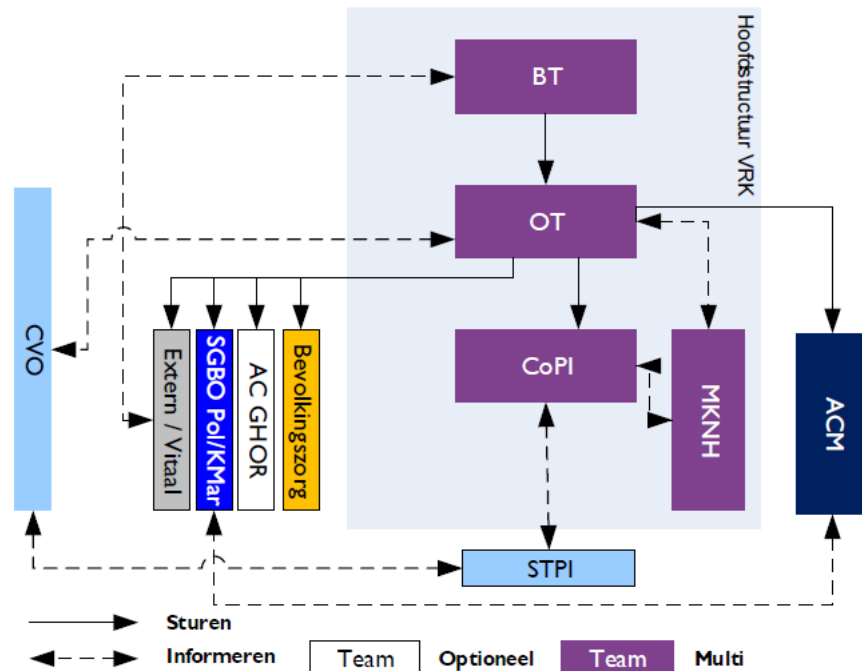 Hoofdstructuur VRK
BT
OT
CVO
Extern / Vitaal
SGBO Pol/KMar
AC GHOR
Bevolkingszorg
CoPI
MKNH
ACM
STPI
Sturen
Informeren
Team
Optioneel
Team
Multi